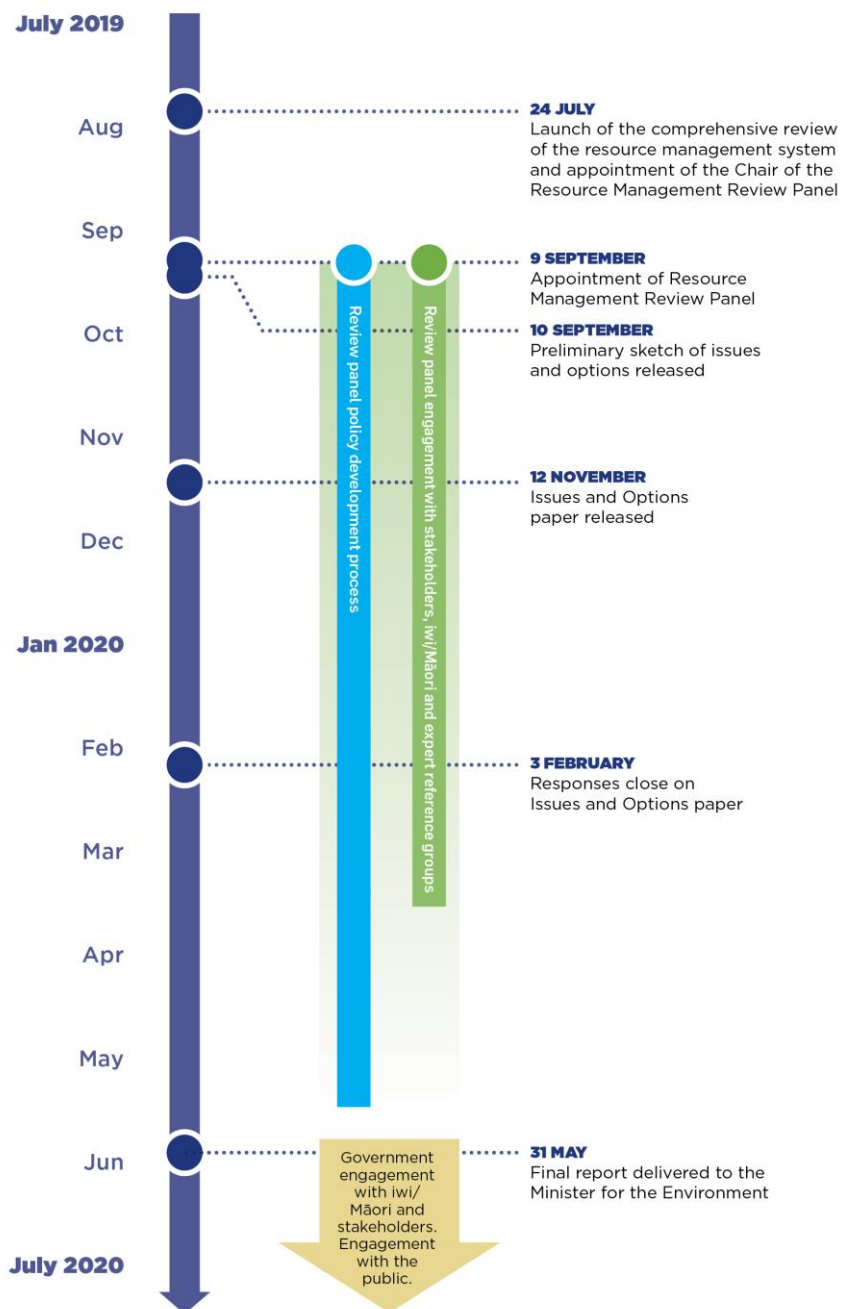 July 2019
Aug
Sep
Oct
Nov
Dec
Jan 2020
Feb
Mar
Apr
May
Jun
July 2020
Review panel policy development process
Review panel engagement with stakeholders, iwi/Māori and expert reference groups
24 JULY
Launch of the comprehensive review
of the resource management system
and appointment of the Chair of the
Resource Management Review Panel
9 SEPTEMBER
Appointment of Resource
Management Review Panel
10 SEPTEMBER
Preliminary sketch of issues
and options released
12 NOVEMBER
Issues and Options
paper released
3 FEBRUARY
Responses close on
Issues and Options paper
31 MAY
Final report delivered to the
Minister for the Environment
Government
engagement
with iwi/
Māori and
stakeholders.
Engagement
with the
public.